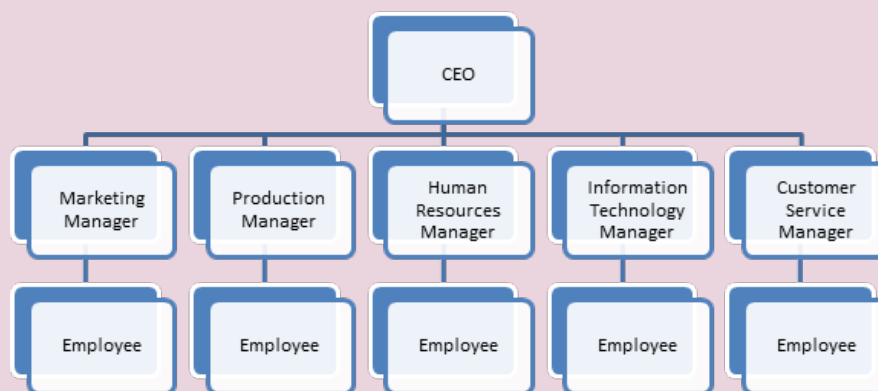 CEO
Marketing
Manager
Production
Manager
Human
Resources
Manager
Information
Technology
Manager
Customer
Service
Manager
Employee
Employee
Employee
Employee
Employee